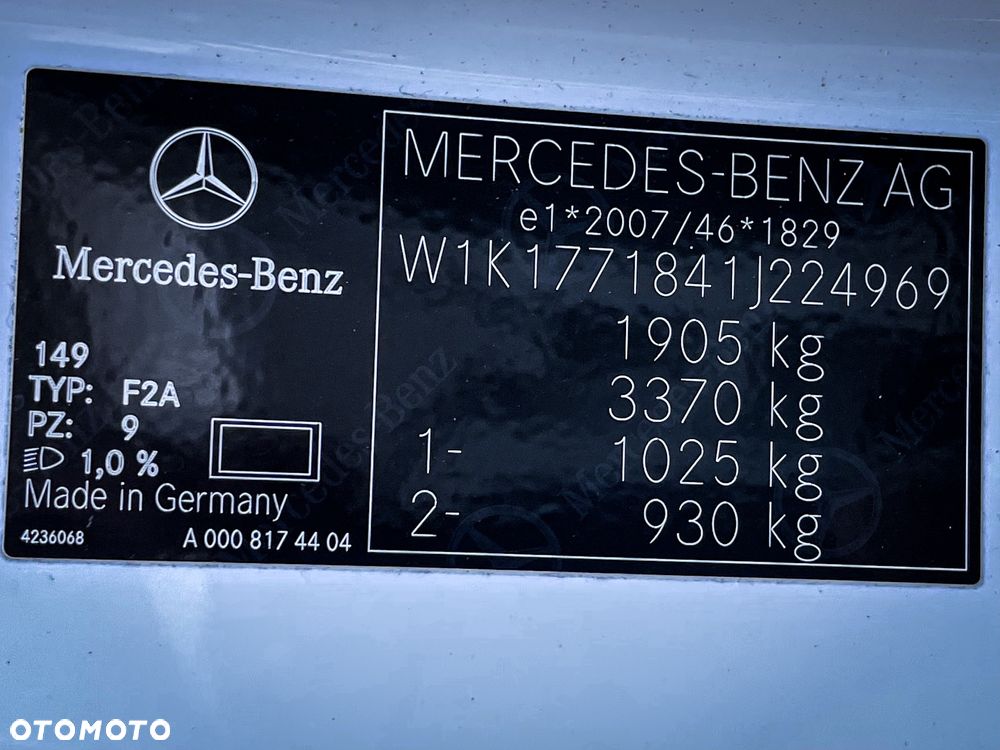 Mercedes-Benz
149
TYP: F2A
PZ: 9
1,0 %
Made in Germany
4236068 A 000 817 44 04
MERCEDES-BENZ AG
e1*2007/46*1829
W1K1771841J224969
1905 kg
3370 kg
1- 1025 kg
2- 930 kg
OTOMOTO